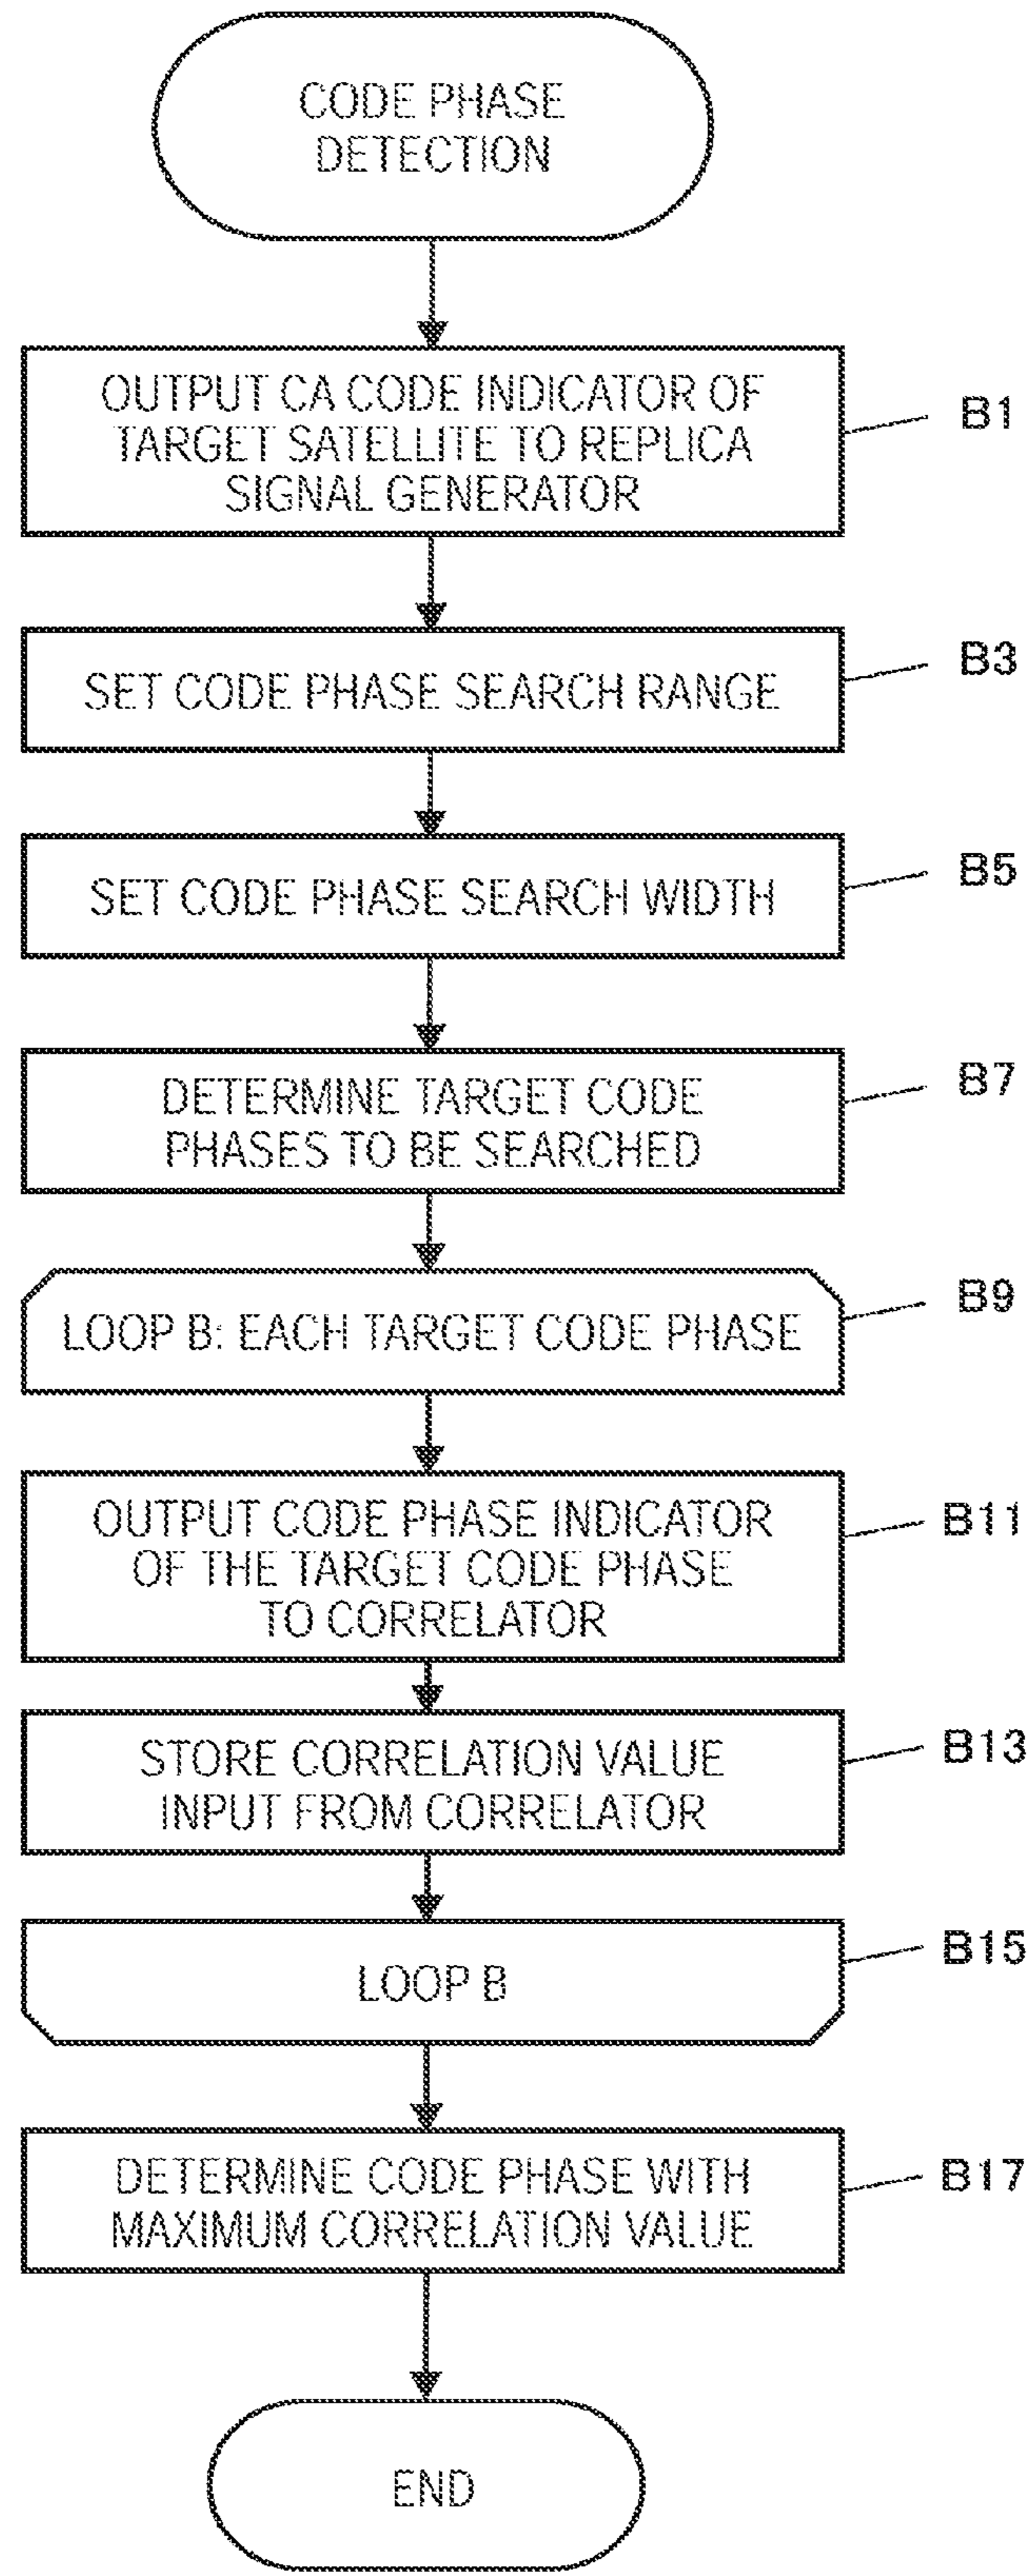 CODE PHASE
DETECTION
OUTPUT CA CODE INDICATOR OF
TARGET SATELLITE TO REPLICA
SIGNAL GENERATOR
B1
SET CODE PHASE SEARCH RANGE
B3
SET CODE PHASE SEARCH WIDTH
B5
DETERMINE TARGET CODE
PHASES TO BE SEARCHED
B7
LOOP B: EACH TARGET CODE PHASE
B9
OUTPUT CODE PHASE INDICATOR
OF THE TARGET CODE PHASE
TO CORRELATOR
B11
STORE CORRELATION VALUE
INPUT FROM CORRELATOR
B13
LOOP B
B15
DETERMINE CODE PHASE WITH
MAXIMUM CORRELATION VALUE
B17
END